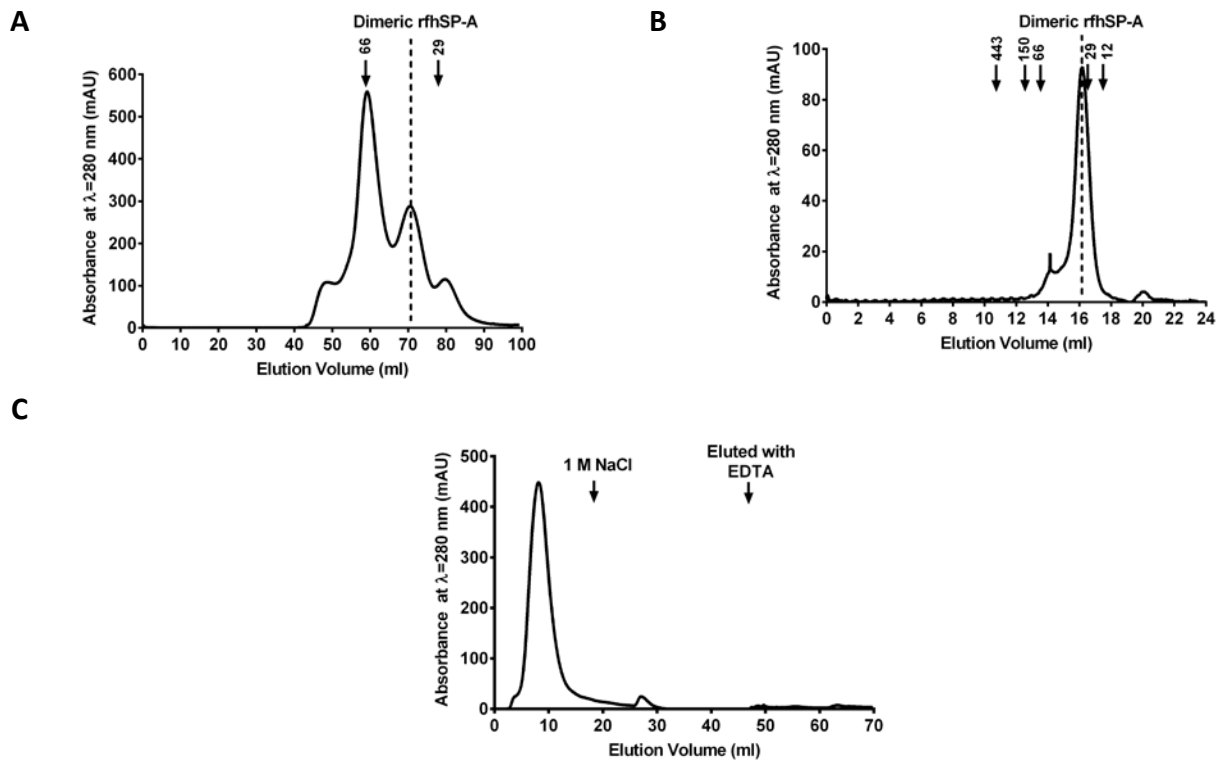 A
Dimeric rfhSP-A
66
29
600
500
400
300
200
100
0
Absorbance at λ=280 nm (mAU)
0 10 20 30 40 50 60 70 80 90 100
Elution Volume (ml)
B
Dimeric rfhSP-A
443
150
66
29
12
100
80
60
40
20
0
Absorbance at λ=280 nm (mAU)
0 2 4 6 8 10 12 14 16 18 20 22 24
Elution Volume (ml)
C
1 M NaCl
Eluted with
EDTA
500
400
300
200
100
0
Absorbance at λ=280 nm (mAU)
0 10 20 30 40 50 60 70
Elution Volume (ml)